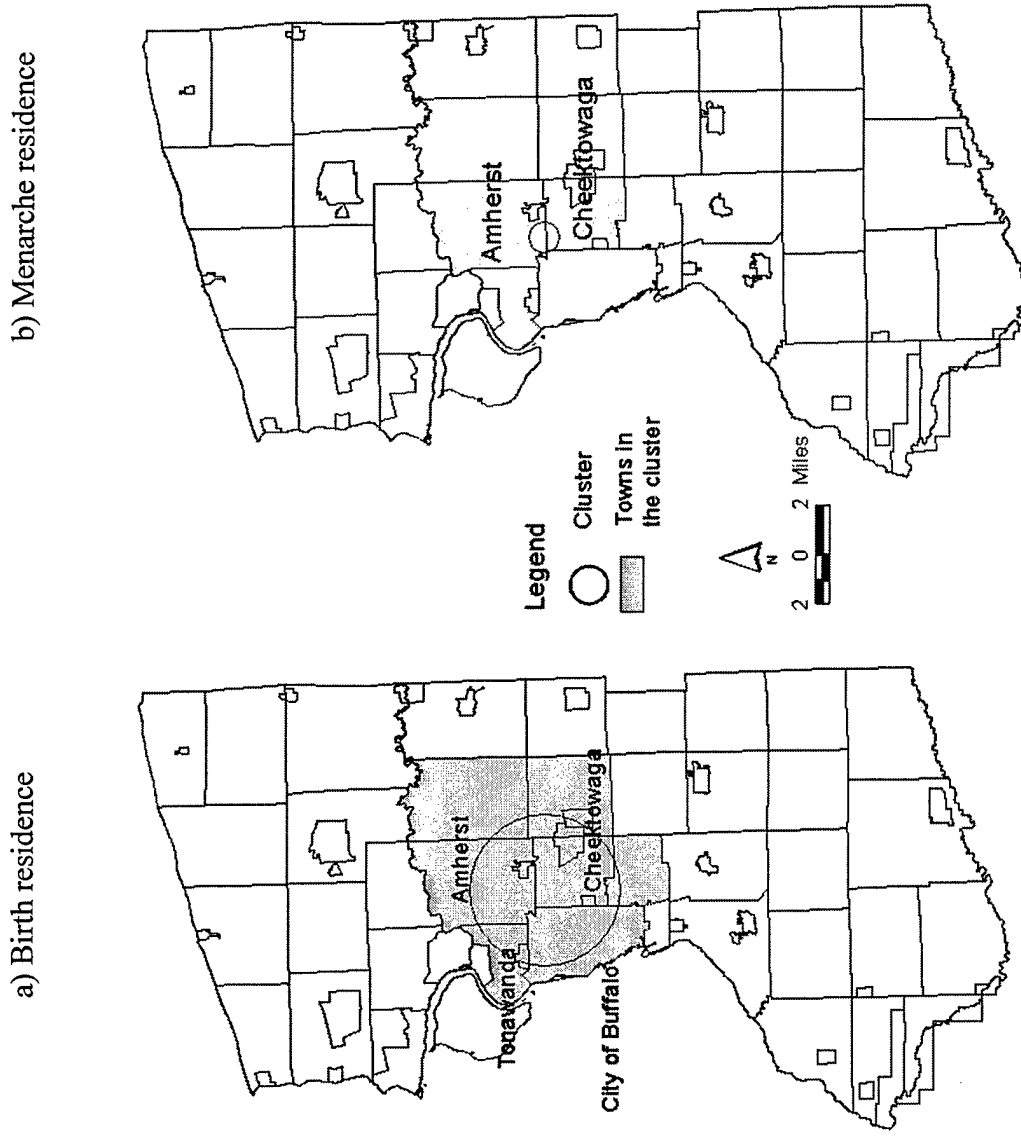 a) Birth residence
Amherst
Tonawanda
Cheektowaga
City of Buffalo
b) Menarche residence
Amherst
Cheektowaga
Legend
Cluster
Towns in
the cluster
N
2 0 2 Miles